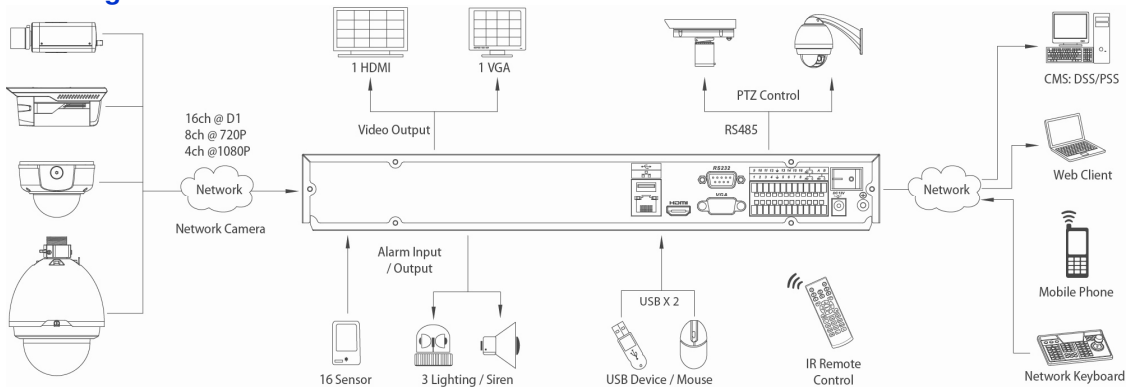 1 HDMI
1 VGA
Video Output
PTZ Control
RS485
CMS: DSS/PSS
16ch @ D1
8ch @ 720P
4ch @1080P
Network
Network Camera
RS232
VGA
HDMI
DC 12V
Network
Web Client
Alarm Input
/ Output
USB X 2
Mobile Phone
16 Sensor
3 Lighting / Siren
USB Device / Mouse
IR Remote
Control
Network Keyboard